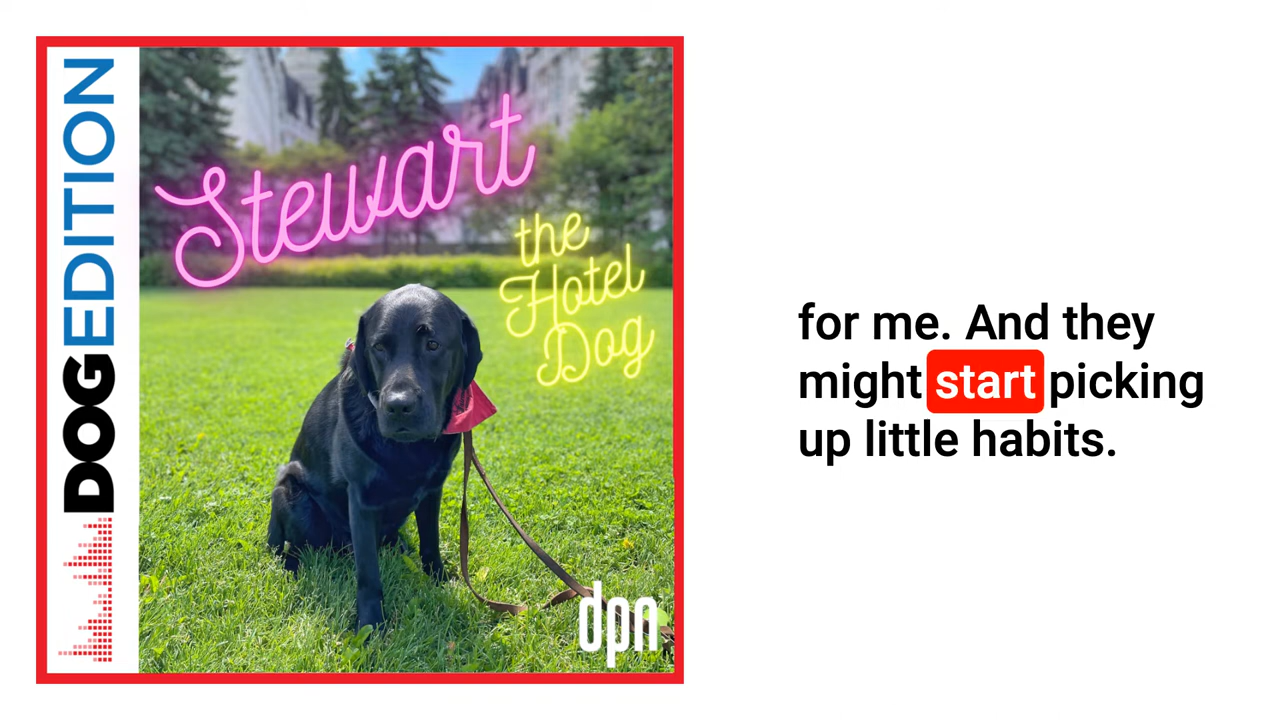 DOGEDITION
Stewart
the
Hotel
Dog
dpn
for me. And they
might start picking
up little habits.